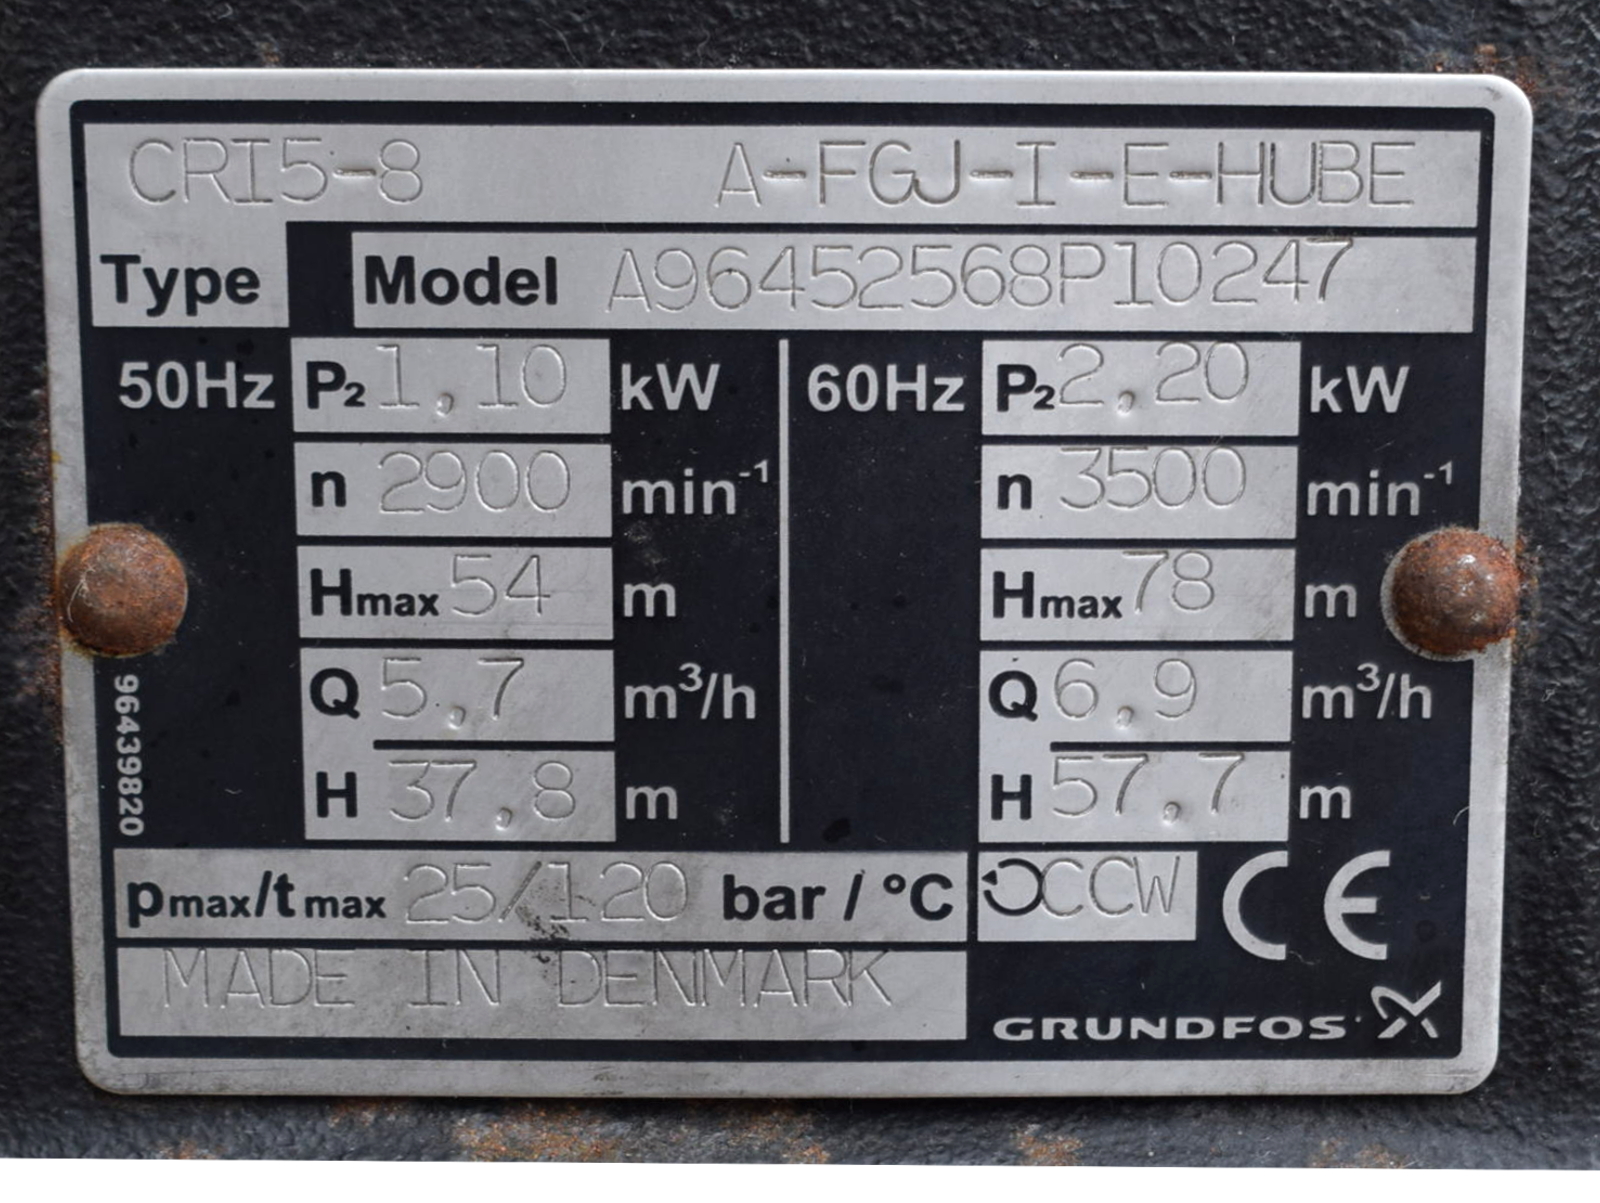 CRI5-8 A-FGJ-I-E-HUBE
Type Model A96452568P10247
50Hz P2 1,10 kW 60Hz P2 2,20 kW
n 2900 min-1 n 3500 min-1
Hmax 54 m Hmax 78 m
Q 5,7 m³/h Q 6,9 m³/h
H 37,8 m H 57,7 m
96439820
pmax/tmax 25/120 bar / °C CCW CE
MADE IN DENMARK
GRUNDFOS